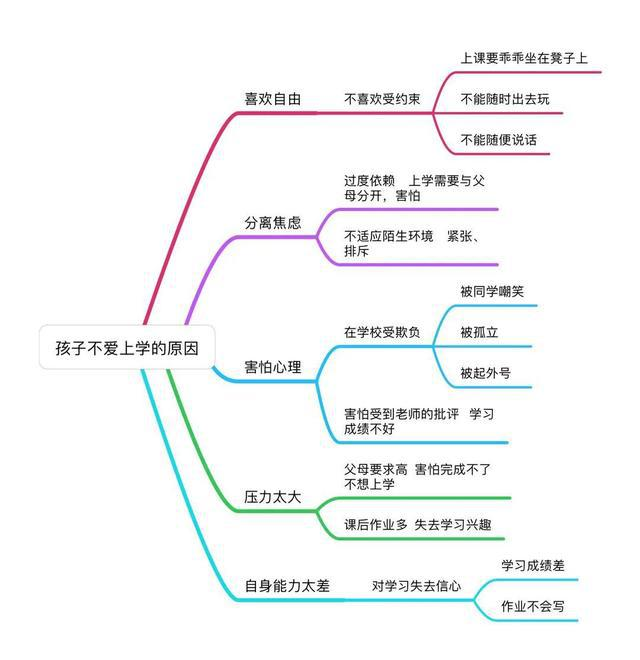 孩子不爱上学的原因
喜欢自由
不喜欢受约束
上课要乖乖坐在凳子上
不能随时出去玩
不能随便说话
分离焦虑
过度依赖 上学需要与父
母分开，害怕
不适应陌生环境 紧张、
排斥
害怕心理
在学校受欺负
被同学嘲笑
被孤立
被起外号
害怕受到老师的批评 学习
成绩不好
压力太大
父母要求高 害怕完成不了
不想上学
课后作业多 失去学习兴趣
自身能力太差
对学习失去信心
学习成绩差
作业不会写